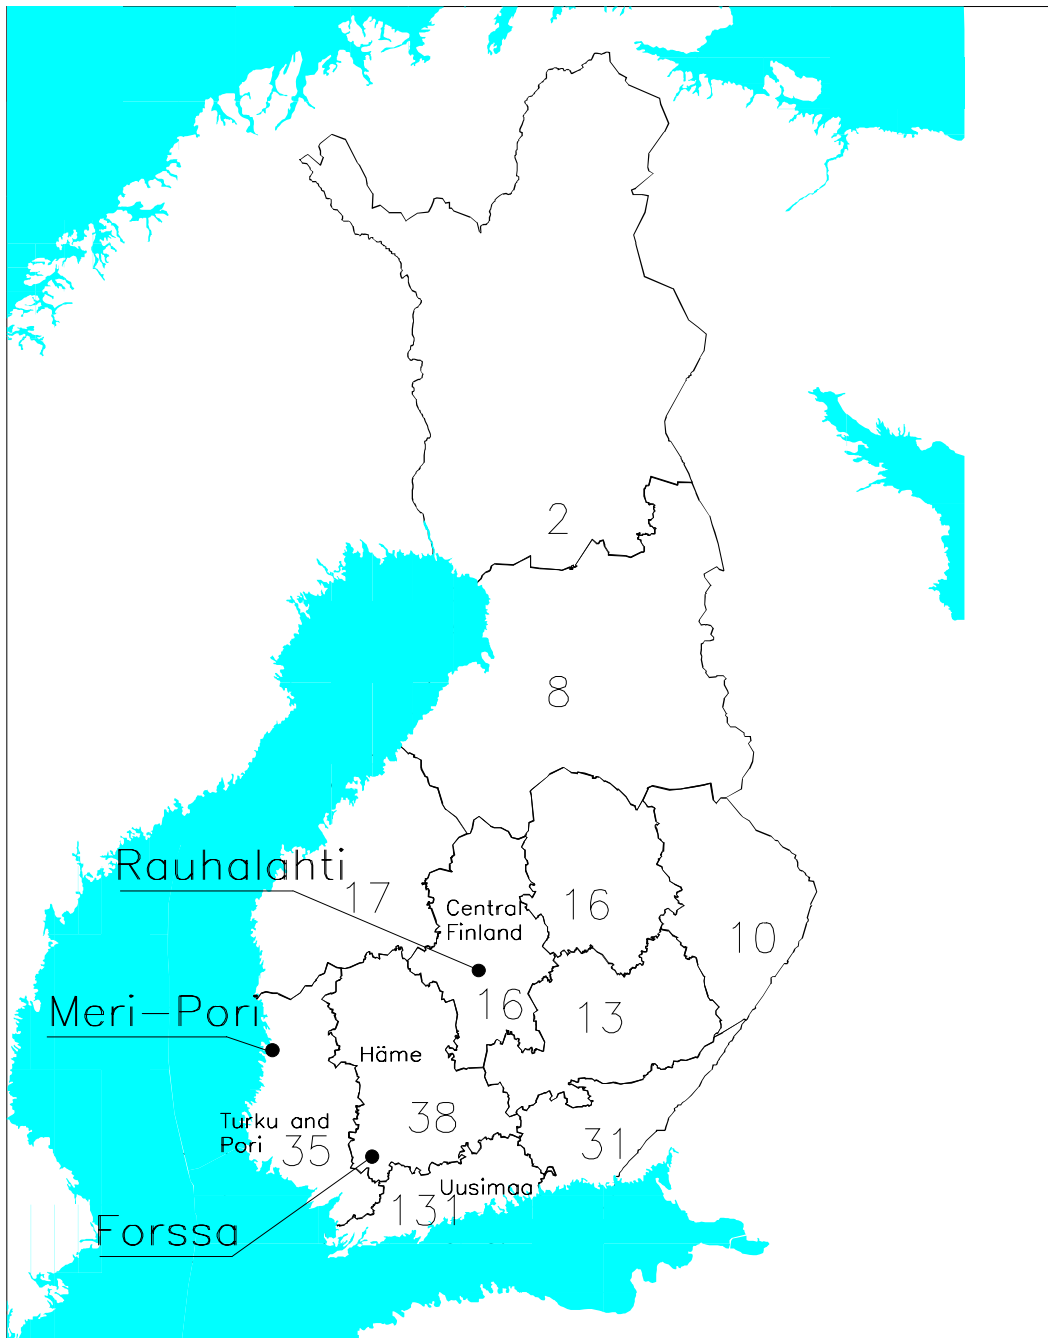 2
8
Rauhalahti
17
Central
Finland
16
10
Meri-Pori
16
13
Häme
Turku and
Pori
35
38
31
Uusimaa
131
Forssa